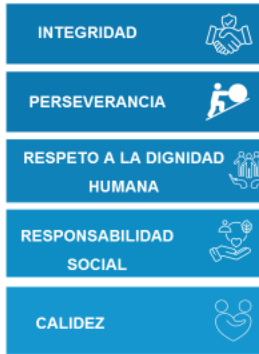 INTEGRIDAD
PERSEVERANCIA
RESPETO A LA DIGNIDAD
HUMANA
RESPONSABILIDAD
SOCIAL
CALIDEZ